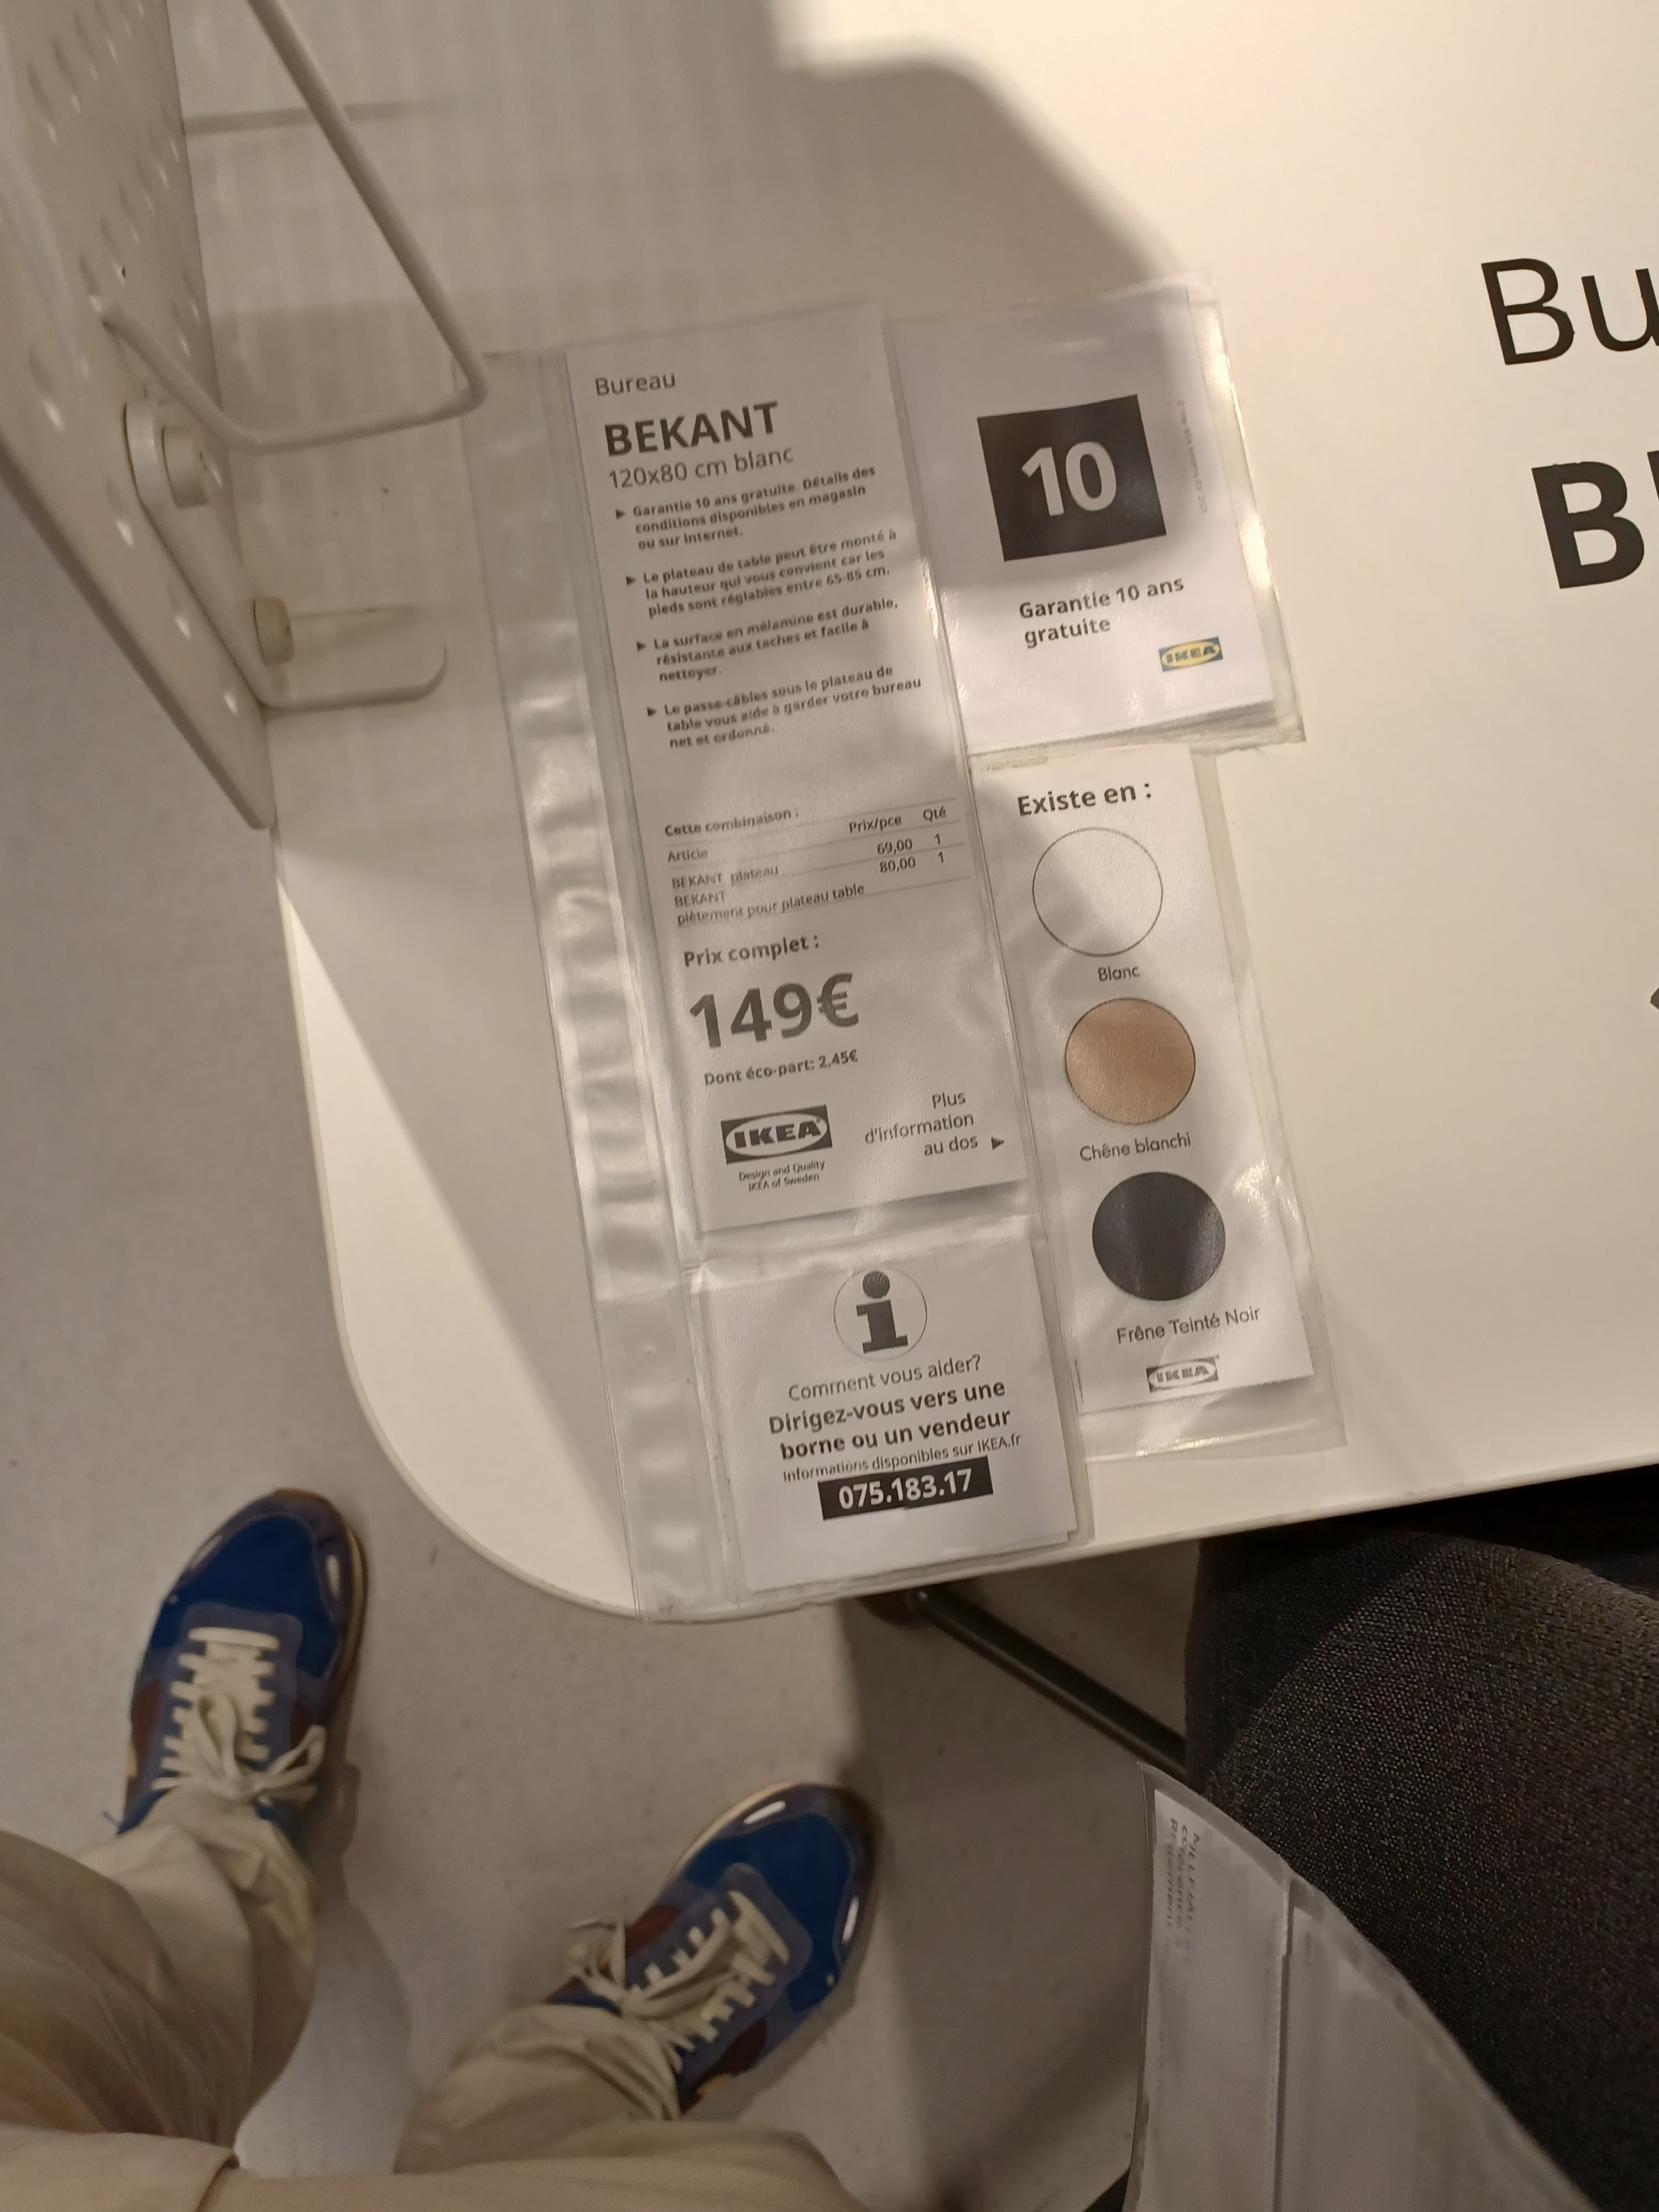 Bureau
BEKANT
120x80 cm blanc
► Garantie 10 ans gratuite. Détails des
conditions disponibles en magasin
ou sur internet.
► Le plateau de table peut être monté à
la hauteur qui vous convient car les
pieds sont réglables entre 65-85 cm.
► La surface en mélamine est durable,
résistante aux taches et facile à
nettoyer.
► Le passe-câbles sous le plateau de
table vous aide à garder votre bureau
net et ordonné.
Cette combinaison :
Article Prix/pce Qté
BEKANT plateau 69,00 1
BEKANT 80,00 1
piètement pour plateau table
Prix complet :
149€
Dont éco-part: 2,45€
IKEA
Design and Quality
IKEA of Sweden
Plus
d'information
au dos ►
10
Garantie 10 ans
gratuite
IKEA
Existe en :
Blanc
Chêne blanchi
Frêne Teinté Noir
IKEA
i
Comment vous aider?
Dirigez-vous vers une
borne ou un vendeur
Informations disponibles sur IKEA.fr
075.183.17
Bu
B